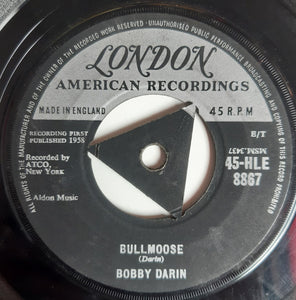 ALL RIGHTS OF THE MANUFACTURER AND OF THE OWNER OF THE RECORDED WORK RESERVED UNAUTHORISED PUBLIC PERFORMANCE BROADCASTING AND COPYING OF THIS RECORD PROHIBITED
LONDON
AMERICAN RECORDINGS
MADE IN ENGLAND
45 R.P.M
RECORDING FIRST
PUBLISHED 1958
E/T
Recorded by
ATCO,
New York
MSM.3437
45-HLE
8867
Aldon Music
BULLMOOSE
(Darin)
BOBBY DARIN